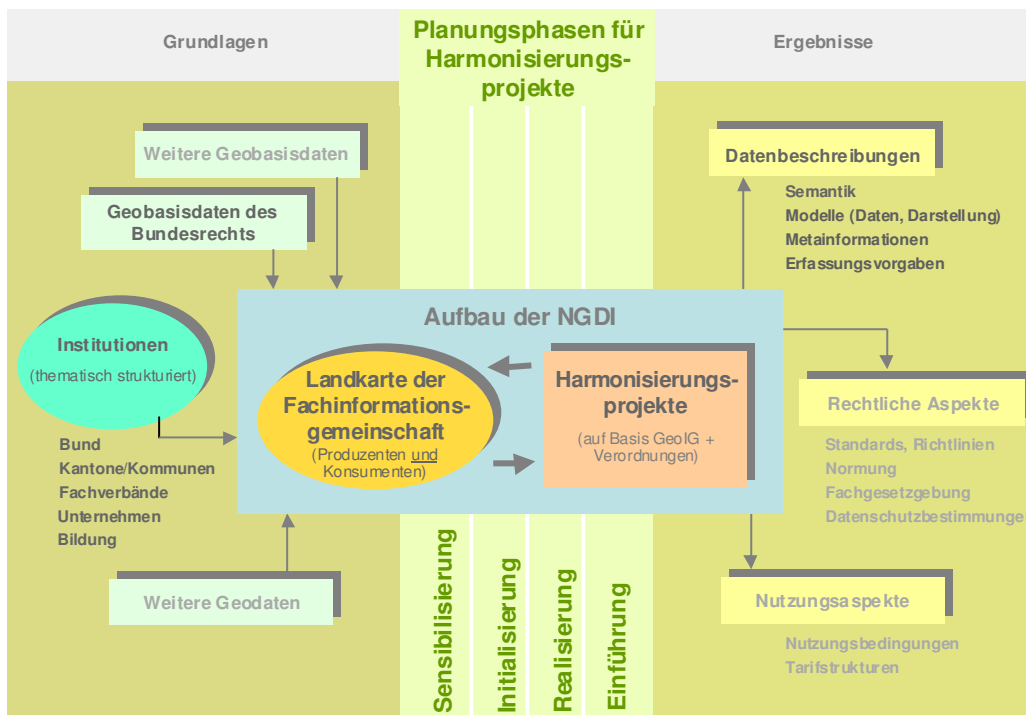 Grundlagen
Planungsphasen für
Harmonisierungs-
projekte
Ergebnisse
Weitere Geobasisdaten
Geobasisdaten des
Bundesrechts
Institutionen
(thematisch strukturiert)
Bund
Kantone/Kommunen
Fachverbände
Unternehmen
Bildung
Weitere Geodaten
Aufbau der NGDI
Landkarte der
Fachinformations-
gemeinschaft
(Produzenten und
Konsumenten)
Harmonisierungs-
projekte
(auf Basis GeoIG +
Verordnungen)
Sensibilisierung
Initialisierung
Realisierung
Einführung
Datenbeschreibungen
Semantik
Modelle (Daten, Darstellung)
Metainformationen
Erfassungsvorgaben
Rechtliche Aspekte
Standards, Richtlinien
Normung
Fachgesetzgebung
Datenschutzbestimmunge
Nutzungsaspekte
Nutzungsbedingungen
Tarifstrukturen